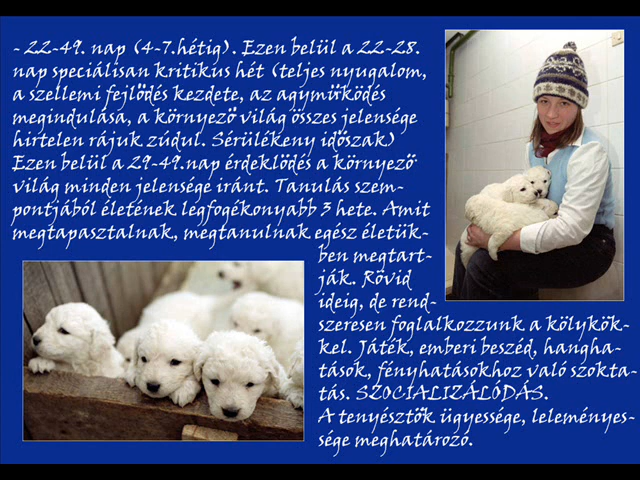 - 22-49. nap (4-7.hétig). Ezen belül a 22-28.
nap speciálisan kritikus hét (teljes nyugalom,
a szellemi fejlődés kezdete, az agyműködés
megindulása, a környező világ összes jelensége
hirtelen rájuk zúdul. Sérülékeny időszak)
Ezen belül a 29-49.nap érdeklődés a környező
világ minden jelensége iránt. Tanulás szem-
pontjából életének legfogékonyabb 3 hete. Amit
megtapasztalnak, megtanulnak egész életük-
ben megtart-
ják. Rövid
ideig, de rend-
szeresen foglalkozzunk a kölykök-
kel. Játék, emberi beszéd, hangha-
tások, fényhatásokhoz való szokta-
tás. SZOCIALIZÁLÓDÁS.
A tenyésztők ügyessége, leleményes-
sége meghatározó.